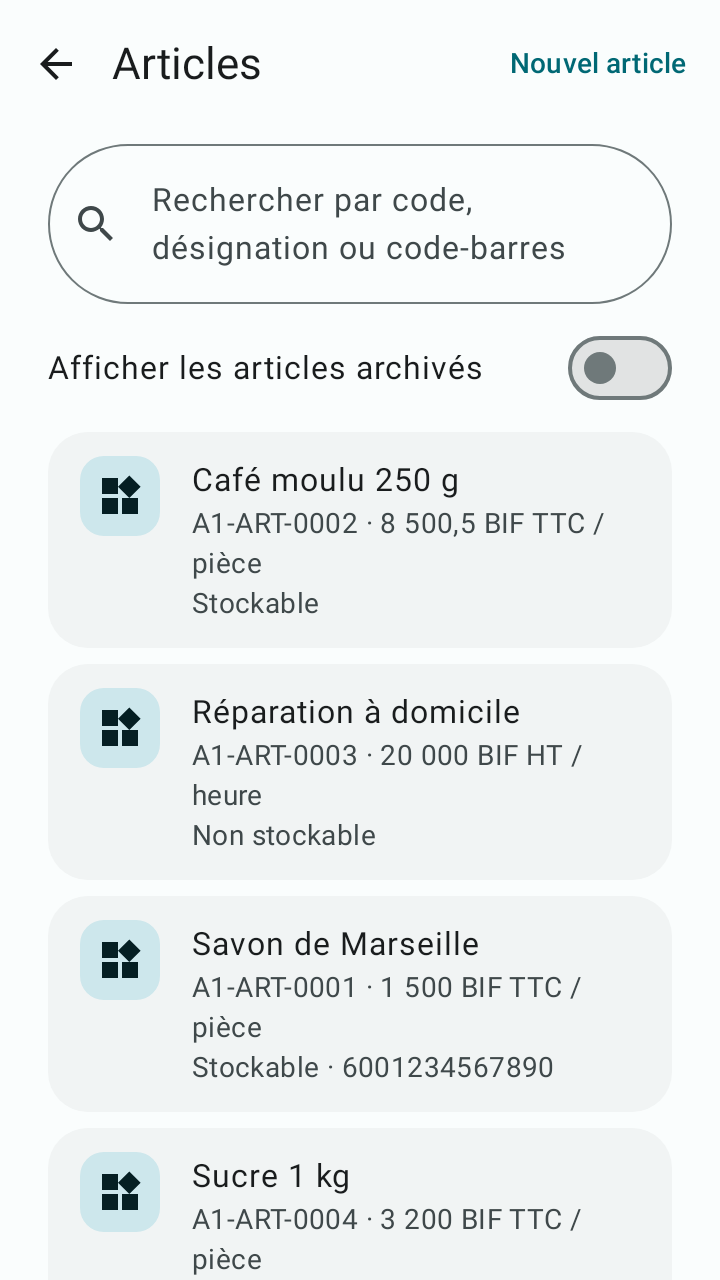 Articles
Nouvel article
Rechercher par code,
désignation ou code-barres
Afficher les articles archivés
Café moulu 250 g
A1-ART-0002 · 8 500,5 BIF TTC /
pièce
Stockable
Réparation à domicile
A1-ART-0003 · 20 000 BIF HT /
heure
Non stockable
Savon de Marseille
A1-ART-0001 · 1 500 BIF TTC /
pièce
Stockable · 6001234567890
Sucre 1 kg
A1-ART-0004 · 3 200 BIF TTC /
pièce